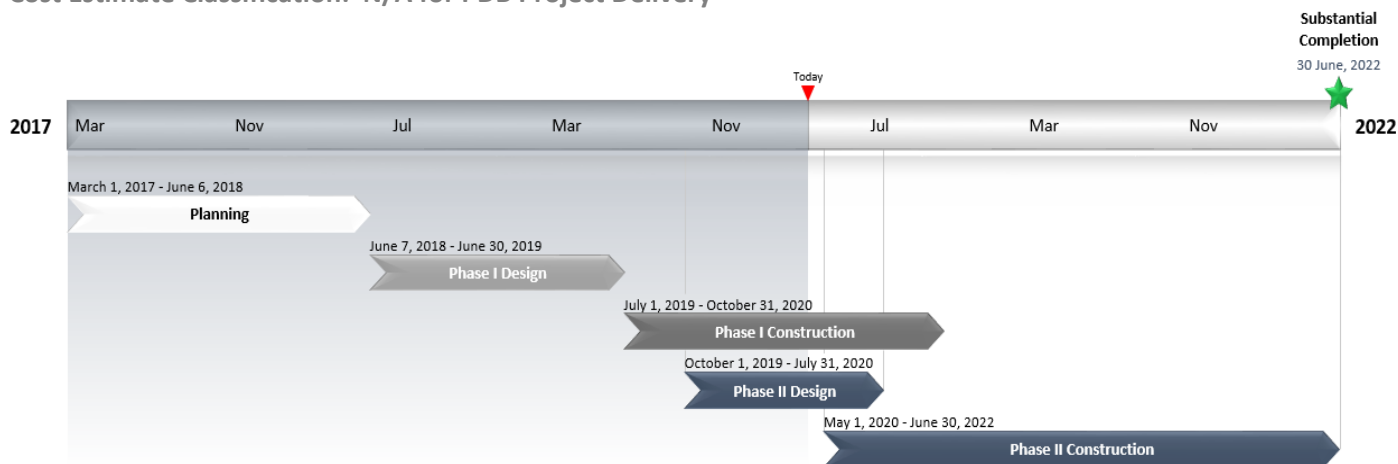 Substantial
Completion
30 June, 2022
Today
2017 Mar Nov Jul Mar Nov Jul Mar Nov 2022
March 1, 2017 - June 6, 2018
Planning
June 7, 2018 - June 30, 2019
Phase I Design
July 1, 2019 - October 31, 2020
Phase I Construction
October 1, 2019 - July 31, 2020
Phase II Design
May 1, 2020 - June 30, 2022
Phase II Construction